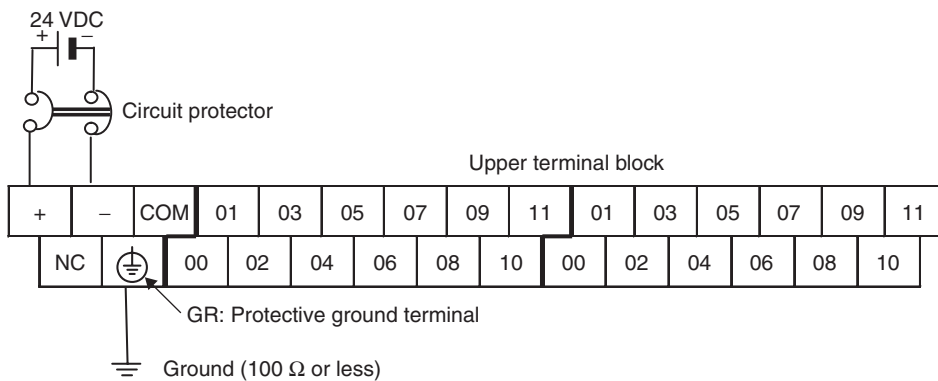 24 VDC
+ −
Circuit protector
Upper terminal block
+ − COM 01 03 05 07 09 11 01 03 05 07 09 11
NC 00 02 04 06 08 10 00 02 04 06 08 10
GR: Protective ground terminal
Ground (100 Ω or less)